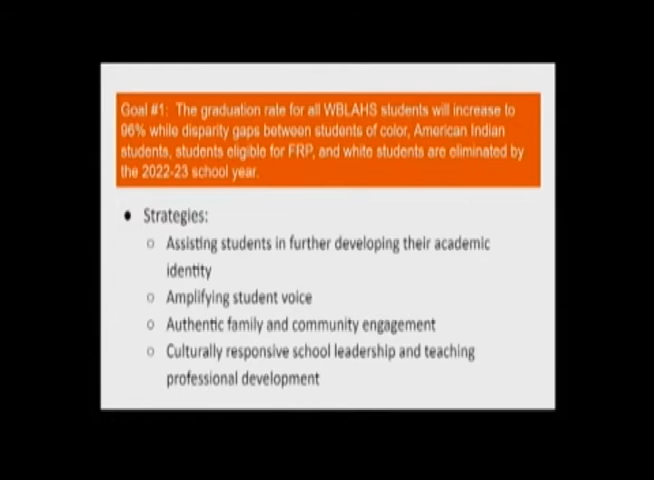 Goal #1: The graduation rate for all WBLAHS students will increase to
96% while disparity gaps between students of color, American Indian
students, students eligible for FRP, and white students are eliminated by
the 2022-23 school year.
● Strategies:
○ Assisting students in further developing their academic
identity
○ Amplifying student voice
○ Authentic family and community engagement
○ Culturally responsive school leadership and teaching
professional development